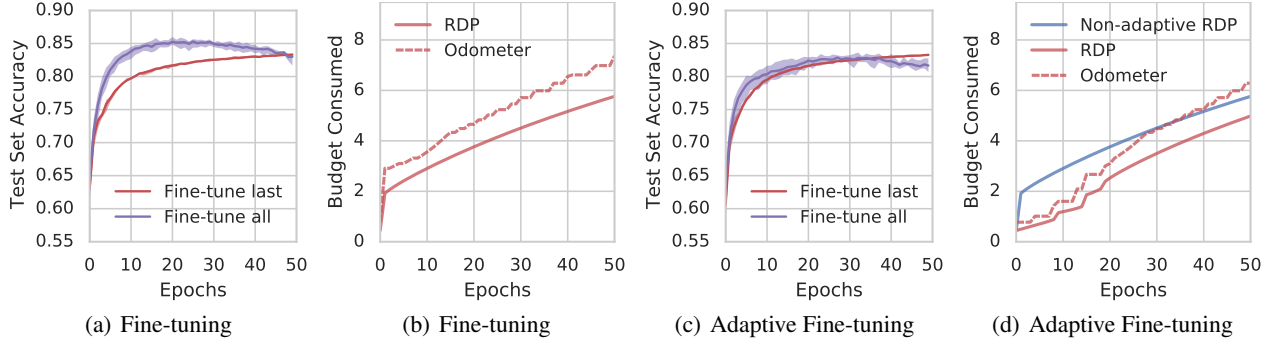 0.90
0.85
0.80
0.75
0.70
0.65
0.60
0.55
Test Set Accuracy
Fine-tune last
Fine-tune all
0 10 20 30 40 50
Epochs
(a) Fine-tuning
8
6
4
2
0
Budget Consumed
RDP
Odometer
0 10 20 30 40 50
Epochs
(b) Fine-tuning
0.90
0.85
0.80
0.75
0.70
0.65
0.60
0.55
Test Set Accuracy
Fine-tune last
Fine-tune all
0 10 20 30 40 50
Epochs
(c) Adaptive Fine-tuning
8
6
4
2
0
Budget Consumed
Non-adaptive RDP
RDP
Odometer
0 10 20 30 40 50
Epochs
(d) Adaptive Fine-tuning